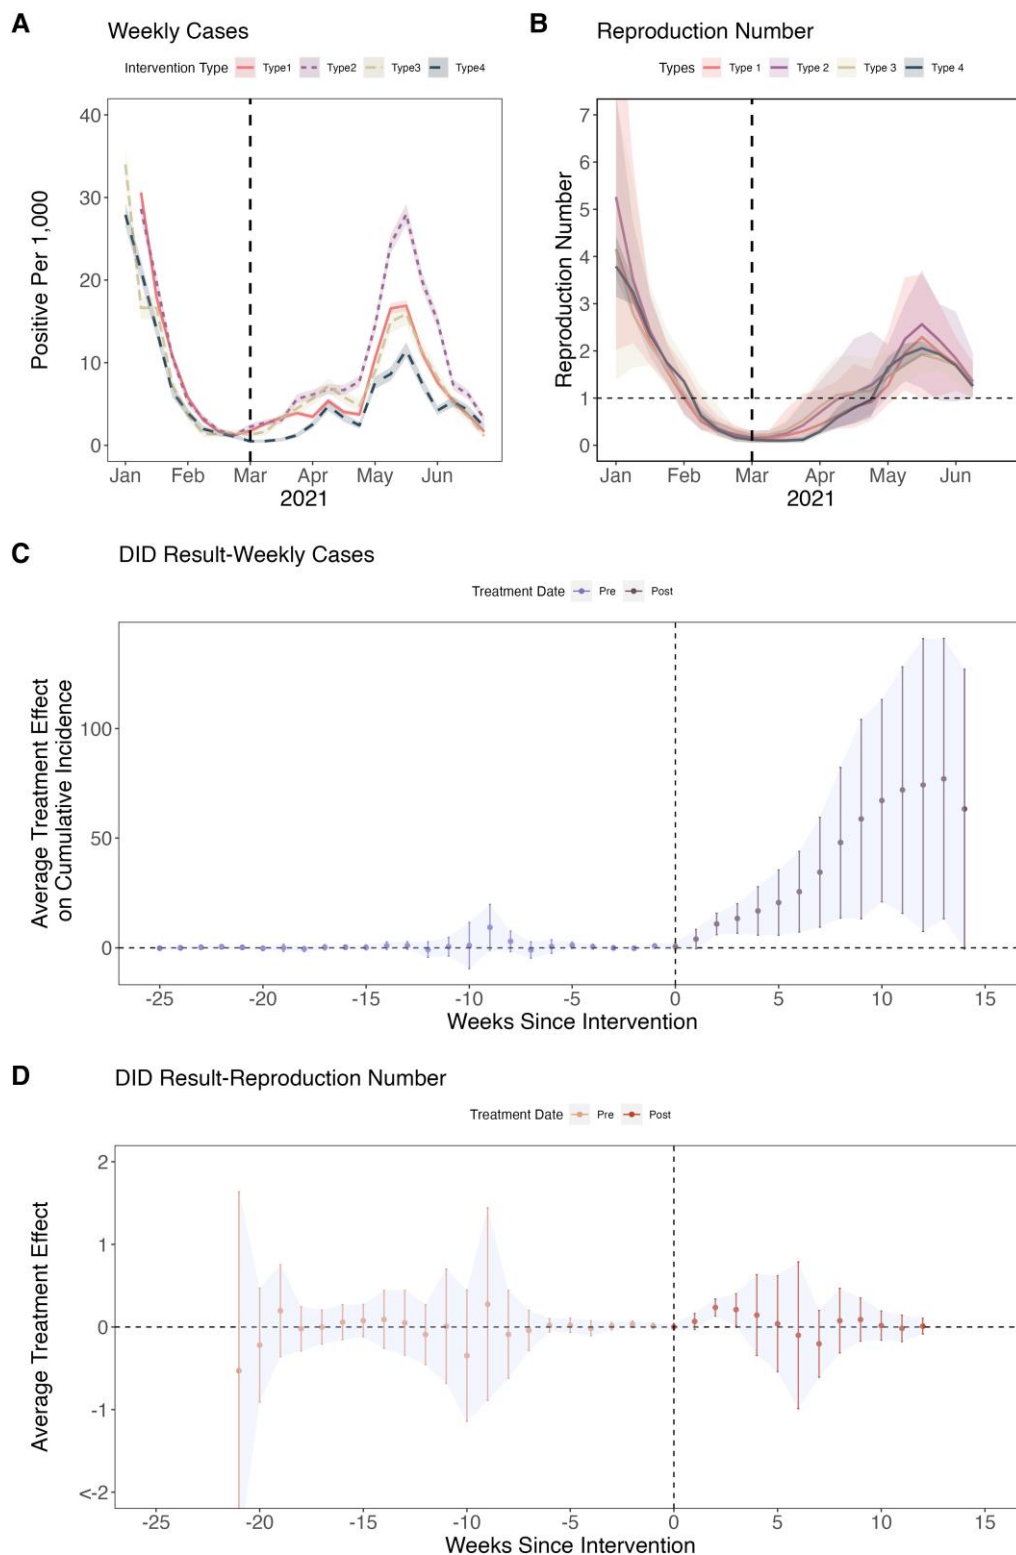 A
Weekly Cases
Intervention Type Type1 Type2 Type3 Type4
Positive Per 1,000
40
30
20
10
0
Jan Feb Mar Apr May Jun
2021
B
Reproduction Number
Types Type 1 Type 2 Type 3 Type 4
Reproduction Number
7
6
5
4
3
2
1
0
Jan Feb Mar Apr May Jun
2021
C
DID Result-Weekly Cases
Treatment Date Pre Post
Average Treatment Effect
on Cumulative Incidence
100
50
0
-25 -20 -15 -10 -5 0 5 10 15
Weeks Since Intervention
D
DID Result-Reproduction Number
Treatment Date Pre Post
Average Treatment Effect
2
1
0
-1
<-2
-25 -20 -15 -10 -5 0 5 10 15
Weeks Since Intervention